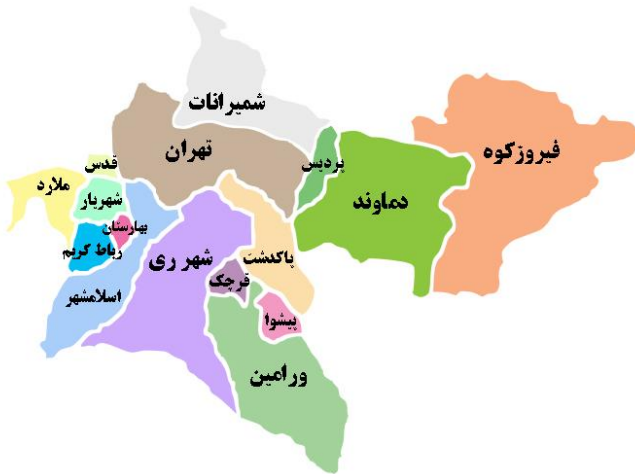 شمیرانات
فیروزکوه
تهران
پردیس
قدس
ملارد
شهریار
دماوند
بهارستان
رباط کریم
شهر ری
پاکدشت
قرچک
اسلامشهر
پیشوا
ورامین